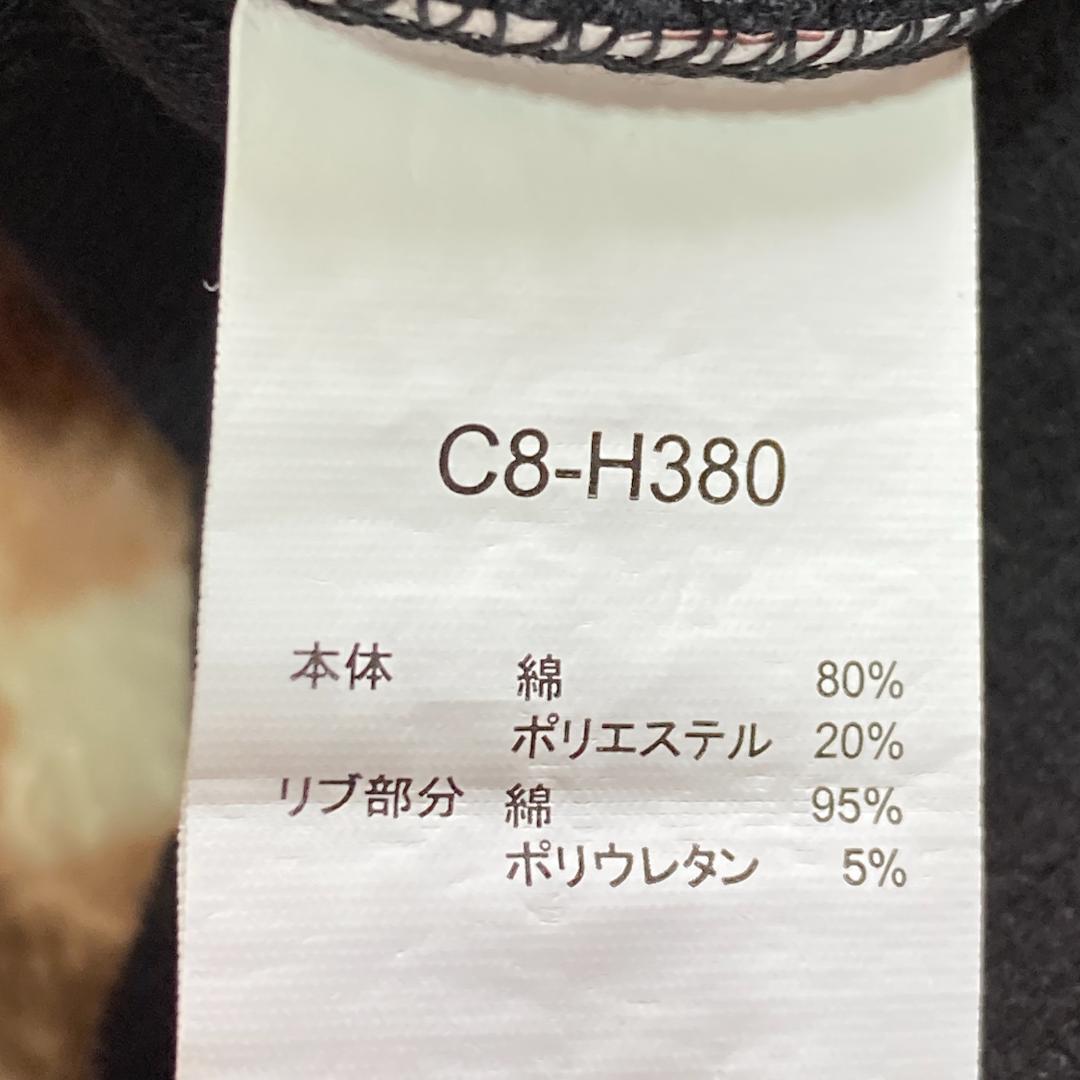 C8-H380
本体 綿 80%
ポリエステル 20%
リブ部分 綿 95%
ポリウレタン 5%